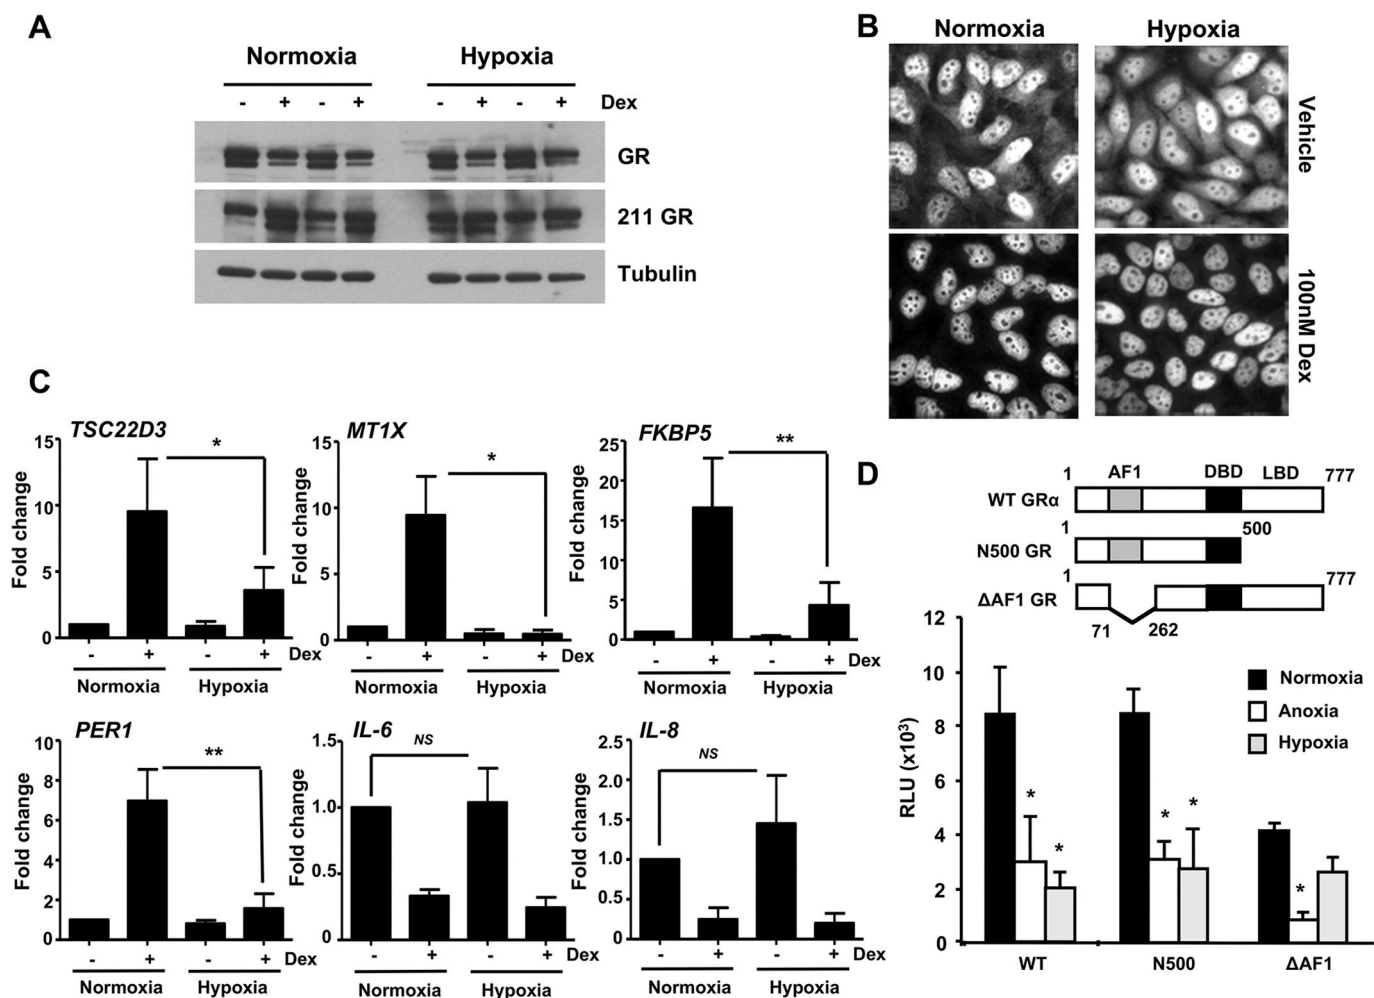 A
Normoxia Hypoxia
- + - + - + - + Dex
GR
211 GR
Tubulin
B
Normoxia Hypoxia
Vehicle
100nM Dex
C
TSC22D3
Fold change
15
10
5
0
*
- + - + Dex
Normoxia Hypoxia
MT1X
Fold change
15
10
5
0
*
- + - + Dex
Normoxia Hypoxia
FKBP5
Fold change
25
20
15
10
5
0
**
- + - + Dex
Normoxia Hypoxia
PER1
Fold change
10
8
6
4
2
0
**
- + - + Dex
Normoxia Hypoxia
IL-6
Fold change
1.5
1.0
0.5
0
NS
- + - + Dex
Normoxia Hypoxia
IL-8
Fold change
2.5
2.0
1.5
1.0
0.5
0
NS
- + - + Dex
Normoxia Hypoxia
D
1 AF1 DBD LBD 777
WT GRα
1 500
N500 GR
1 777
ΔAF1 GR
71 262
RLU (x10³)
12
10
8
6
4
2
0
Normoxia
Anoxia
Hypoxia
* * * * *
WT N500 ΔAF1